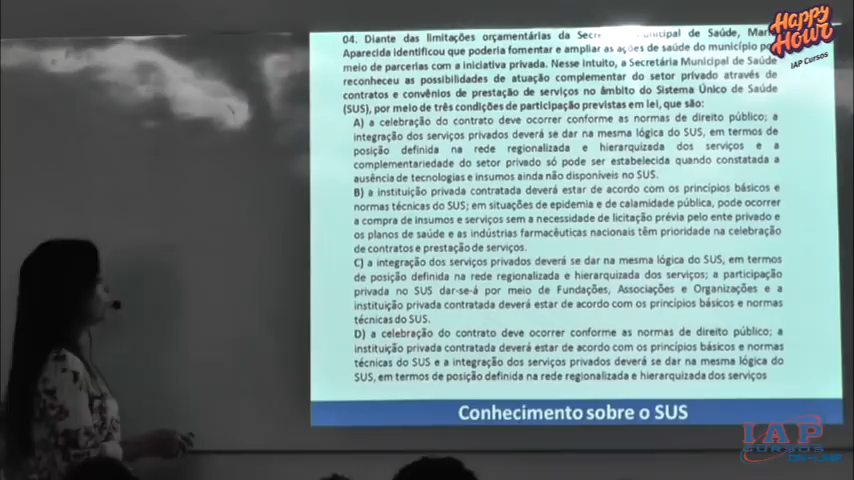 04. Diante das limitações orçamentárias da Secr unicipal de Saúde, Mari
Aparecida identificou que poderia fomentar e ampliar as ações de saúde do município po
meio de parcerias com a iniciativa privada. Nesse intuito, a Secretária Municipal de Saúde
reconheceu as possibilidades de atuação complementar do setor privado através de
contratos e convênios de prestação de serviços no âmbito do Sistema Único de Saúde
(SUS), por meio de três condições de participação previstas em lei, que são:
A) a celebração do contrato deve ocorrer conforme as normas de direito público; a
integração dos serviços privados deverá se dar na mesma lógica do SUS, em termos de
posição definida na rede regionalizada e hierarquizada dos serviços e a
complementariedade do setor privado só pode ser estabelecida quando constatada a
ausência de tecnologias e insumos ainda não disponíveis no SUS.
B) a instituição privada contratada deverá estar de acordo com os princípios básicos e
normas técnicas do SUS; em situações de epidemia e de calamidade pública, pode ocorrer
a compra de insumos e serviços sem a necessidade de licitação prévia pelo ente privado e
os planos de saúde e as indústrias farmacêuticas nacionais têm prioridade na celebração
de contratos e prestação de serviços.
C) a integração dos serviços privados deverá se dar na mesma lógica do SUS, em termos
de posição definida na rede regionalizada e hierarquizada dos serviços; a participação
privada no SUS dar-se-á por meio de Fundações, Associações e Organizações e a
instituição privada contratada deverá estar de acordo com os princípios básicos e normas
técnicas do SUS.
D) a celebração do contrato deve ocorrer conforme as normas de direito público; a
instituição privada contratada deverá estar de acordo com os princípios básicos e normas
técnicas do SUS e a integração dos serviços privados deverá se dar na mesma lógica do
SUS, em termos de posição definida na rede regionalizada e hierarquizada dos serviços
Conhecimento sobre o SUS
Happy
Hour
IAP Cursos
IAP
CURSOS
ON-LINE